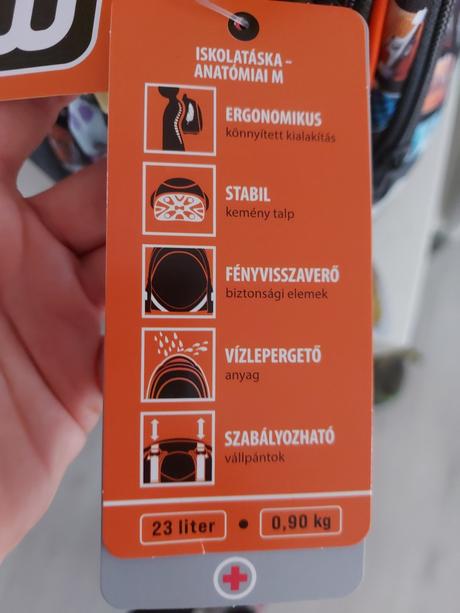 ISKOLATÁSKA –
ANATÓMIAI M
ERGONOMIKUS
könnyített kialakítás
STABIL
kemény talp
FÉNYVISSZAVERŐ
biztonsági elemek
VÍZLEPERGETŐ
anyag
SZABÁLYOZHATÓ
vállpántok
23 liter • 0,90 kg